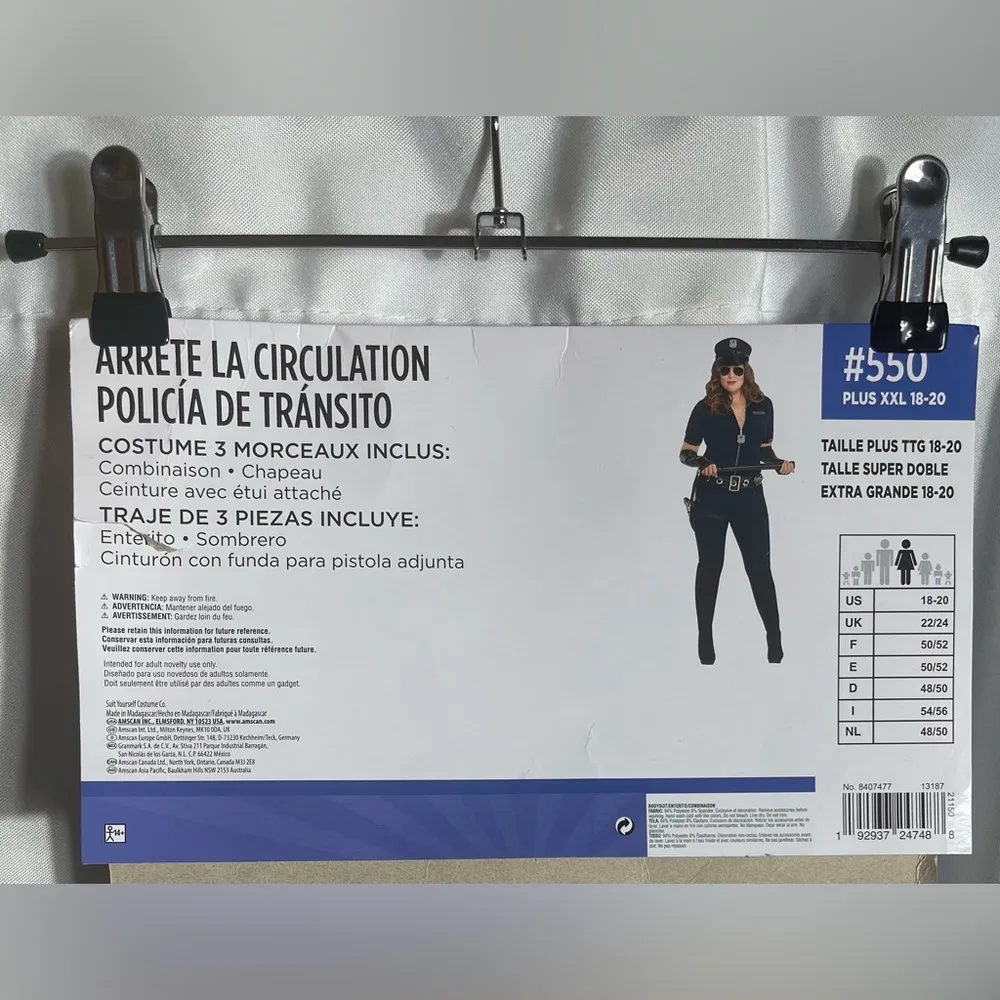 ARRÊTE LA CIRCULATION
POLICÍA DE TRÁNSITO
COSTUME 3 MORCEAUX INCLUS:
Combinaison • Chapeau
Ceinture avec étui attaché
TRAJE DE 3 PIEZAS INCLUYE:
Enterito • Sombrero
Cinturón con funda para pistola adjunta
⚠ WARNING: Keep away from fire.
⚠ ADVERTENCIA: Mantener alejado del fuego.
⚠ AVERTISSEMENT: Gardez loin du feu.
Please retain this information for future reference.
Conservar esta información para futuras consultas.
Veuillez conserver cette information pour toute référence future.
Intended for adult novelty use only.
Diseñado para uso novedoso de adultos solamente.
Doit seulement être utilisé par des adultes comme un gadget.
Suit Yourself Costume Co.
Made in Madagascar/Hecho en Madagascar/Fabriqué à Madagascar
AMSCAN INC., ELMSFORD, NY 10523 USA, www.amscan.com
Amscan Int. Ltd., Milton Keynes, MK10 0DA, UK
Amscan Europe GmbH, Dettinger Str. 148, D-73230 Kirchheim/Teck, Germany
Granmark S.A. de C.V., Av. Stiva 211 Parque Industrial Barragán,
San Nicolás de los Garza, N.L. C.P. 66422 México
Amscan Canada Ltd., North York, Ontario, Canada M3J 2E8
Amscan Asia Pacific, Baulkham Hills NSW 2153 Australia
14+
#550
PLUS XXL 18-20
TAILLE PLUS TTG 18-20
TALLE SUPER DOBLE
EXTRA GRANDE 18-20
US 18-20
UK 22/24
F 50/52
E 50/52
D 48/50
I 54/56
NL 48/50
BODYSUIT/ENTERITO/COMBINAISON
No. 8407477 13187
21150
1 92937 24748 8